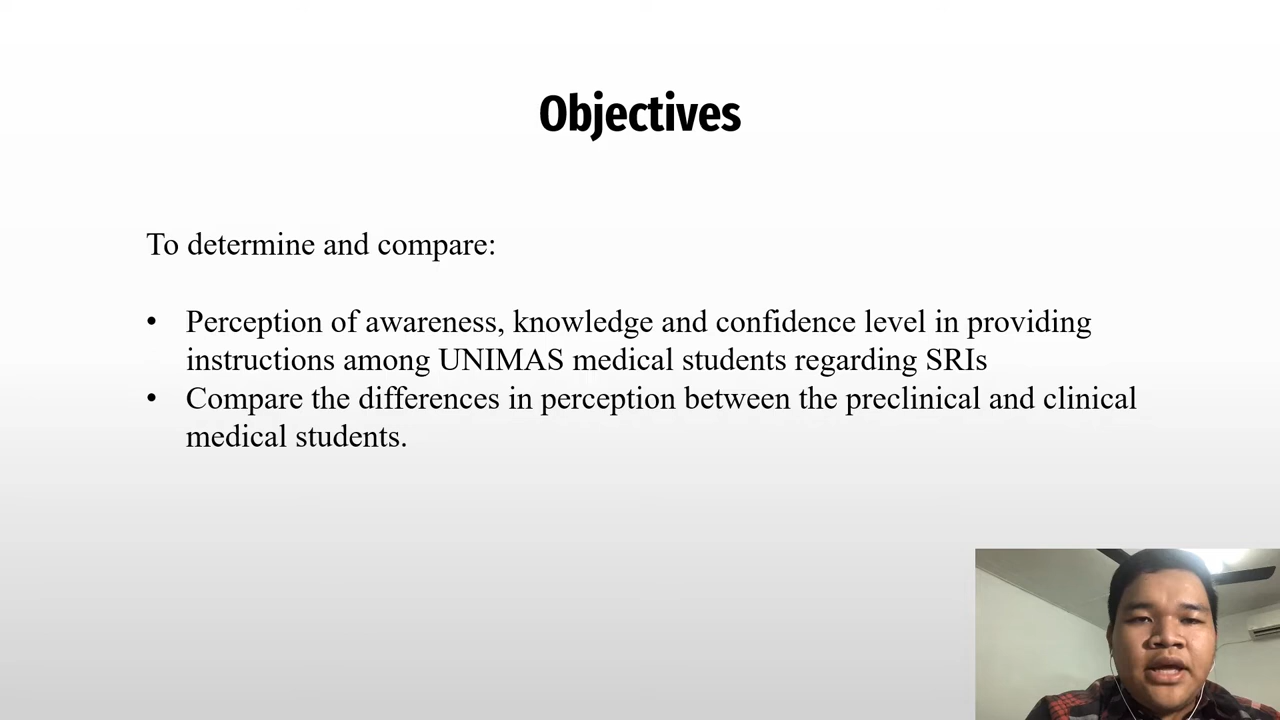 Objectives
To determine and compare:
• Perception of awareness, knowledge and confidence level in providing
instructions among UNIMAS medical students regarding SRIs
• Compare the differences in perception between the preclinical and clinical
medical students.